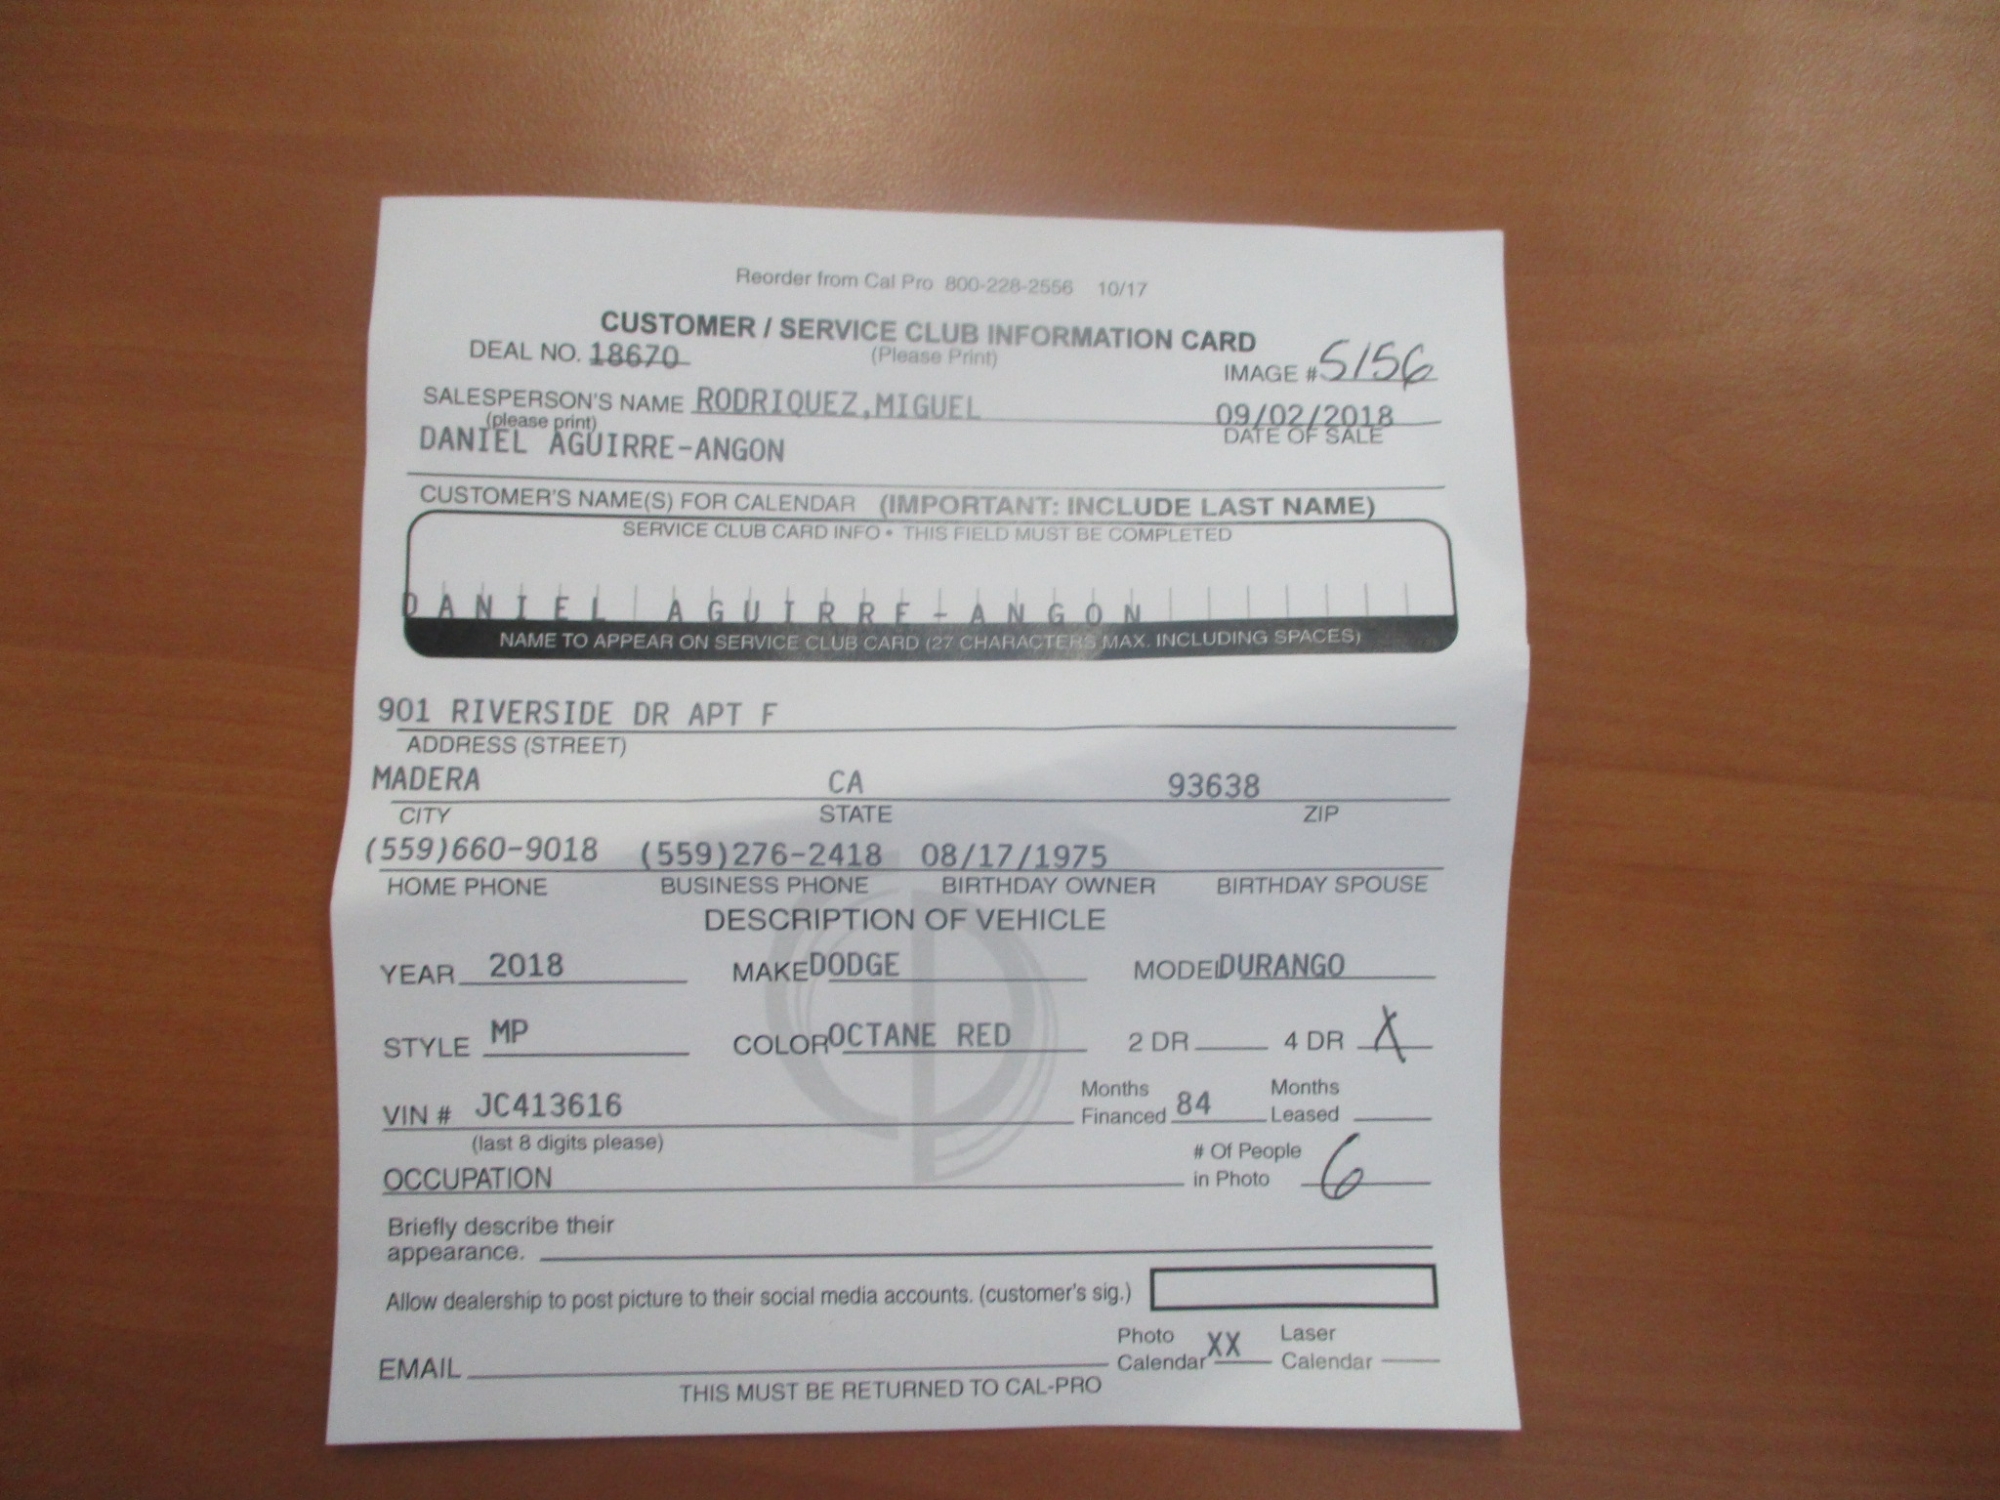 Reorder from Cal Pro 800-228-2556 10/17
CUSTOMER / SERVICE CLUB INFORMATION CARD
DEAL NO. 18670 (Please Print) IMAGE # 5156
SALESPERSON'S NAME RODRIQUEZ,MIGUEL 09/02/2018
(please print) DATE OF SALE
DANIEL AGUIRRE-ANGON
CUSTOMER'S NAME(S) FOR CALENDAR (IMPORTANT: INCLUDE LAST NAME)
SERVICE CLUB CARD INFO • THIS FIELD MUST BE COMPLETED
DANIEL AGUIRRE-ANGON
NAME TO APPEAR ON SERVICE CLUB CARD (27 CHARACTERS MAX. INCLUDING SPACES)
901 RIVERSIDE DR APT F
ADDRESS (STREET)
MADERA CA 93638
CITY STATE ZIP
(559)660-9018 (559)276-2418 08/17/1975
HOME PHONE BUSINESS PHONE BIRTHDAY OWNER BIRTHDAY SPOUSE
DESCRIPTION OF VEHICLE
YEAR 2018 MAKE DODGE MODEL DURANGO
STYLE MP COLOR OCTANE RED 2 DR 4 DR X
VIN # JC413616 Months Financed 84 Months Leased
(last 8 digits please)
OCCUPATION # Of People in Photo 6
Briefly describe their
appearance.
Allow dealership to post picture to their social media accounts. (customer's sig.)
EMAIL Photo Calendar XX Laser Calendar
THIS MUST BE RETURNED TO CAL-PRO